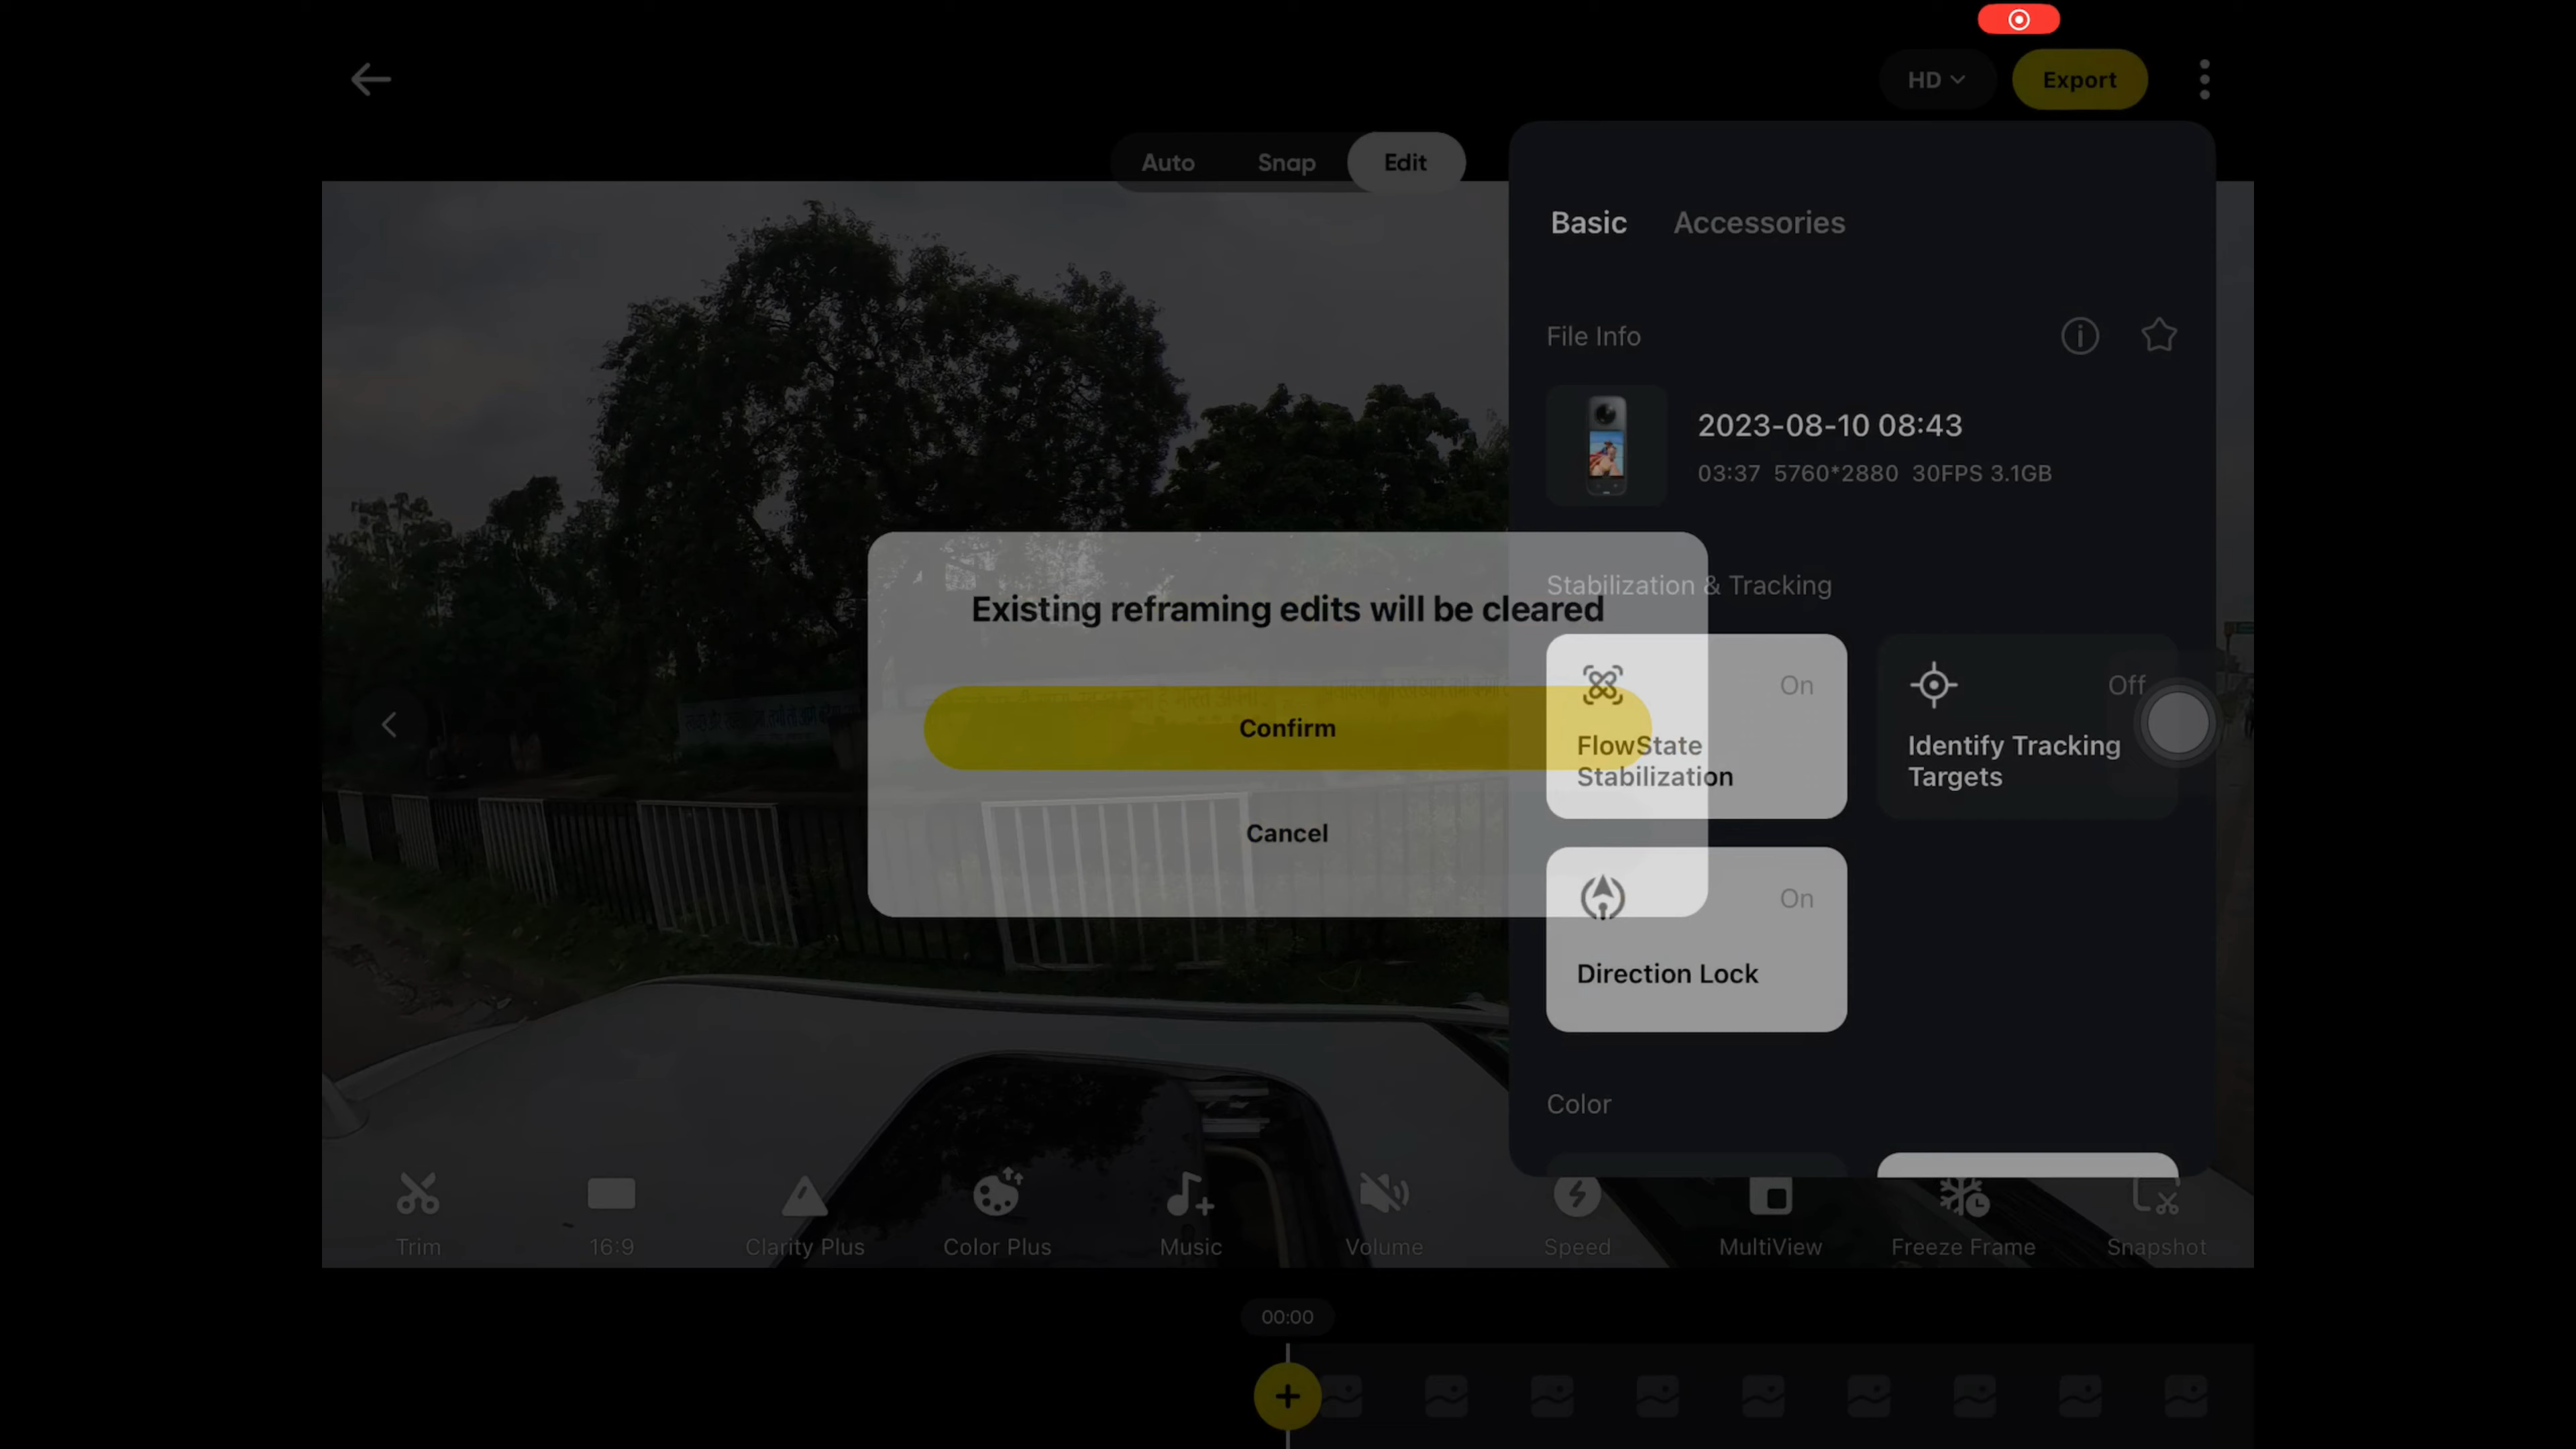 HD
Export
Auto
Snap
Edit
Basic
Accessories
File Info
2023-08-10 08:43
03:37 5760*2880 30FPS 3.1GB
Stabilization & Tracking
Existing reframing edits will be cleared
Confirm
Cancel
On
FlowState
Stabilization
Off
Identify Tracking
Targets
On
Direction Lock
Color
Trim
16:9
Clarity Plus
Color Plus
Music
Volume
Speed
MultiView
Freeze Frame
Snapshot
00:00